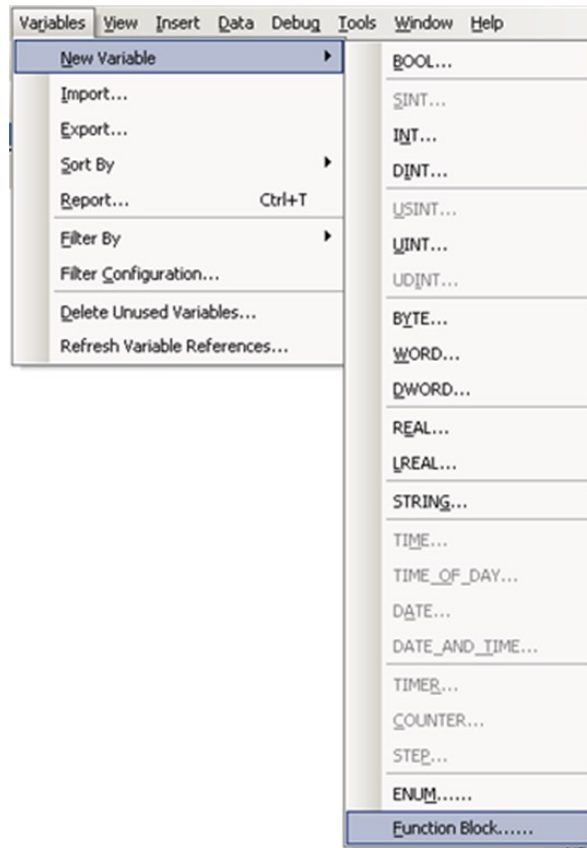 Variables View Insert Data Debug Tools Window Help
New Variable
Import...
Export...
Sort By
Report... Ctrl+T
Filter By
Filter Configuration...
Delete Unused Variables...
Refresh Variable References...
BOOL...
SINT...
INT...
DINT...
USINT...
UINT...
UDINT...
BYTE...
WORD...
DWORD...
REAL...
LREAL...
STRING...
TIME...
TIME_OF_DAY...
DATE...
DATE_AND_TIME...
TIMER...
COUNTER...
STEP...
ENUM......
Function Block......